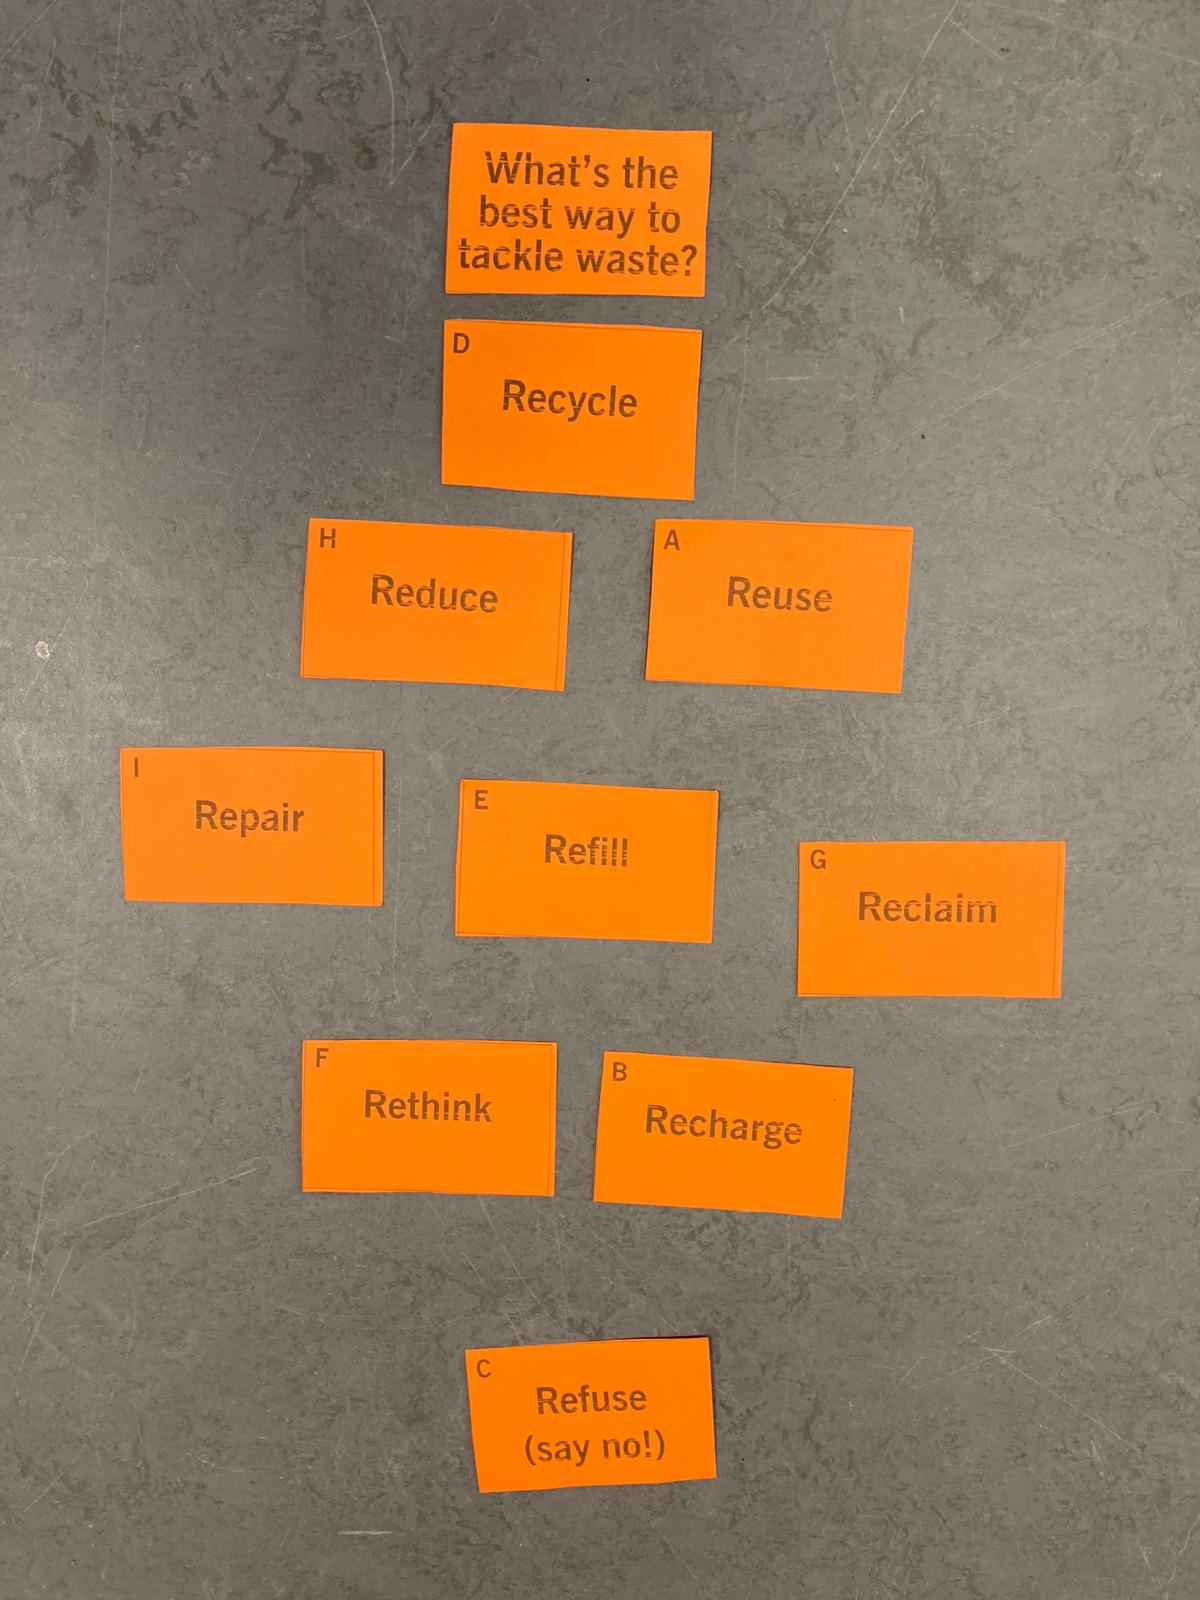 What's the
best way to
tackle waste?
D
Recycle
H
Reduce
A
Reuse
I
Repair
E
Refill
G
Reclaim
F
Rethink
B
Recharge
C
Refuse
(say no!)